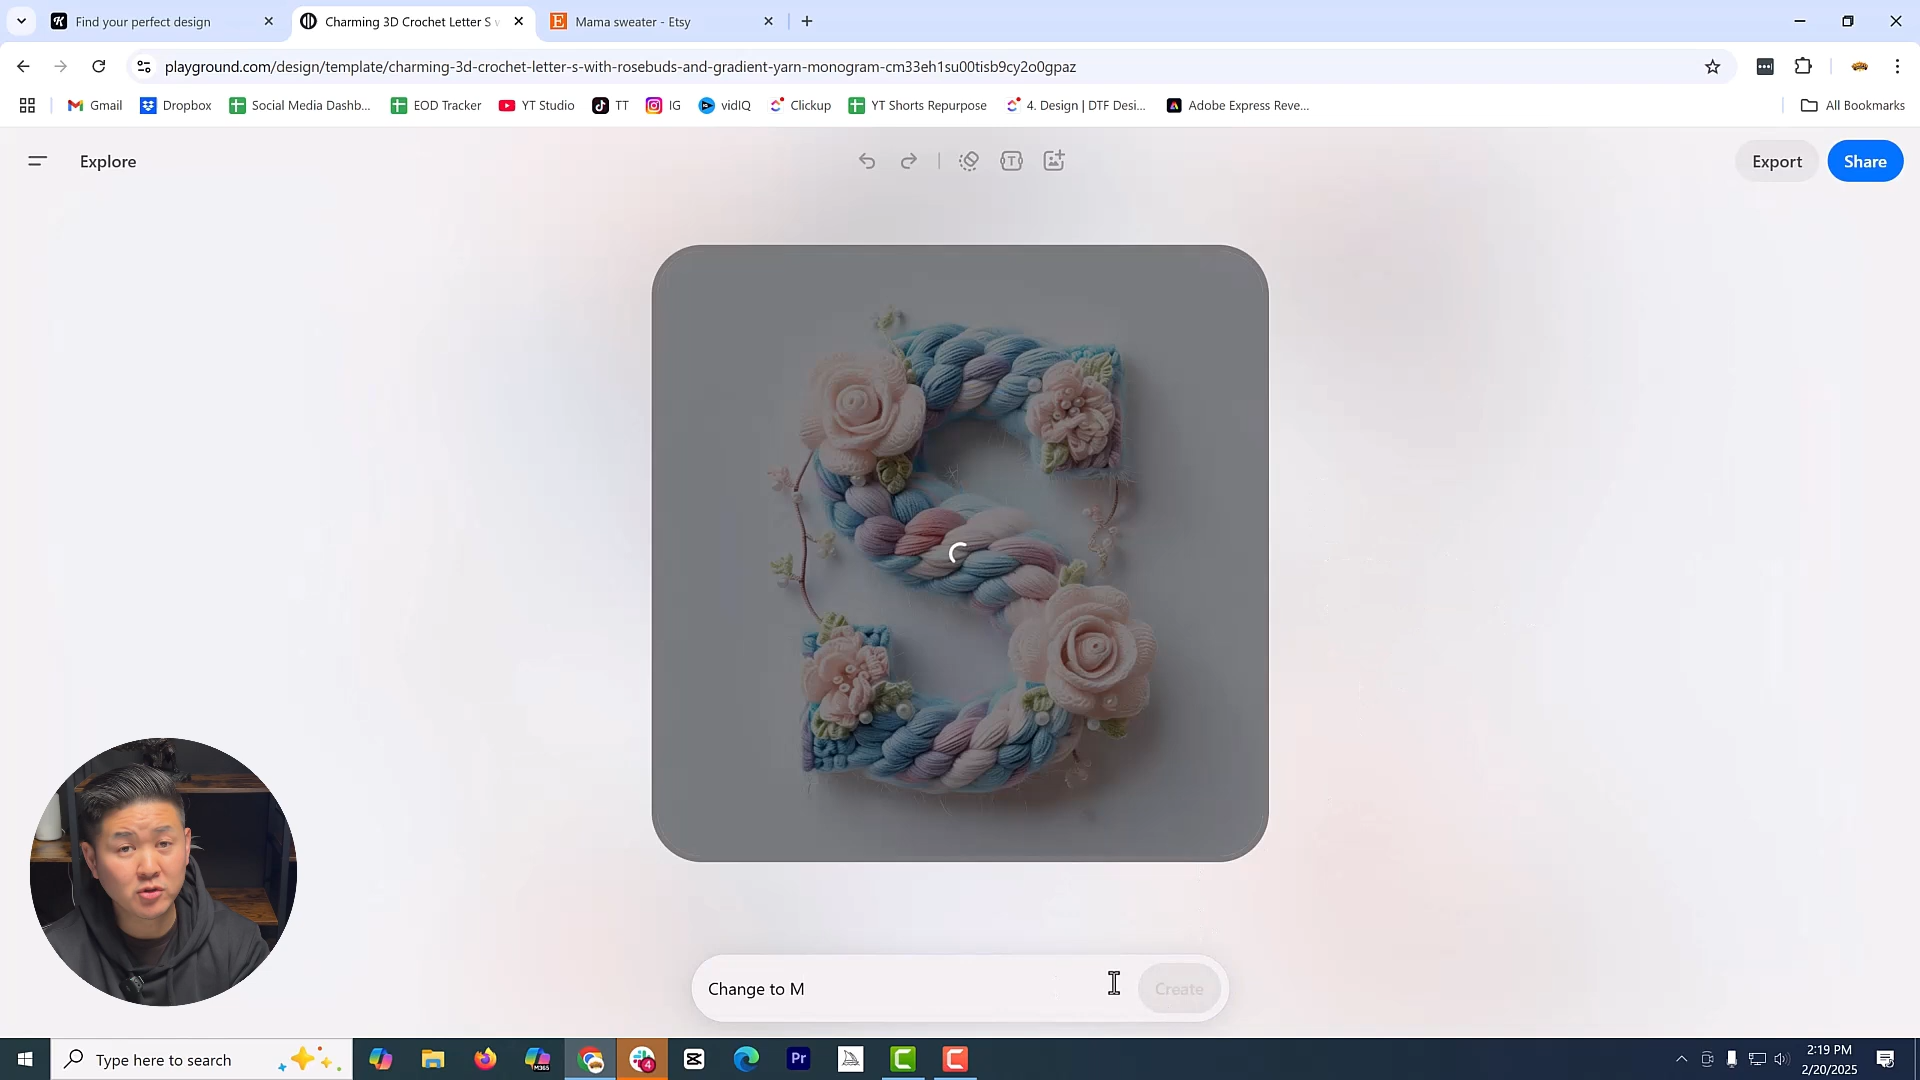 Find your perfect design
Charming 3D Crochet Letter S w
Mama sweater - Etsy
playground.com/design/template/charming-3d-crochet-letter-s-with-rosebuds-and-gradient-yarn-monogram-cm33eh1su00tisb9cy2o0gpaz
Gmail
Dropbox
Social Media Dashb...
EOD Tracker
YT Studio
TT
IG
vidIQ
Clickup
YT Shorts Repurpose
4. Design | DTF Desi...
Adobe Express Reve...
All Bookmarks
Explore
Export
Share
S
Change to M
Create
Type here to search
M365
4
Pr
2:19 PM
2/20/2025